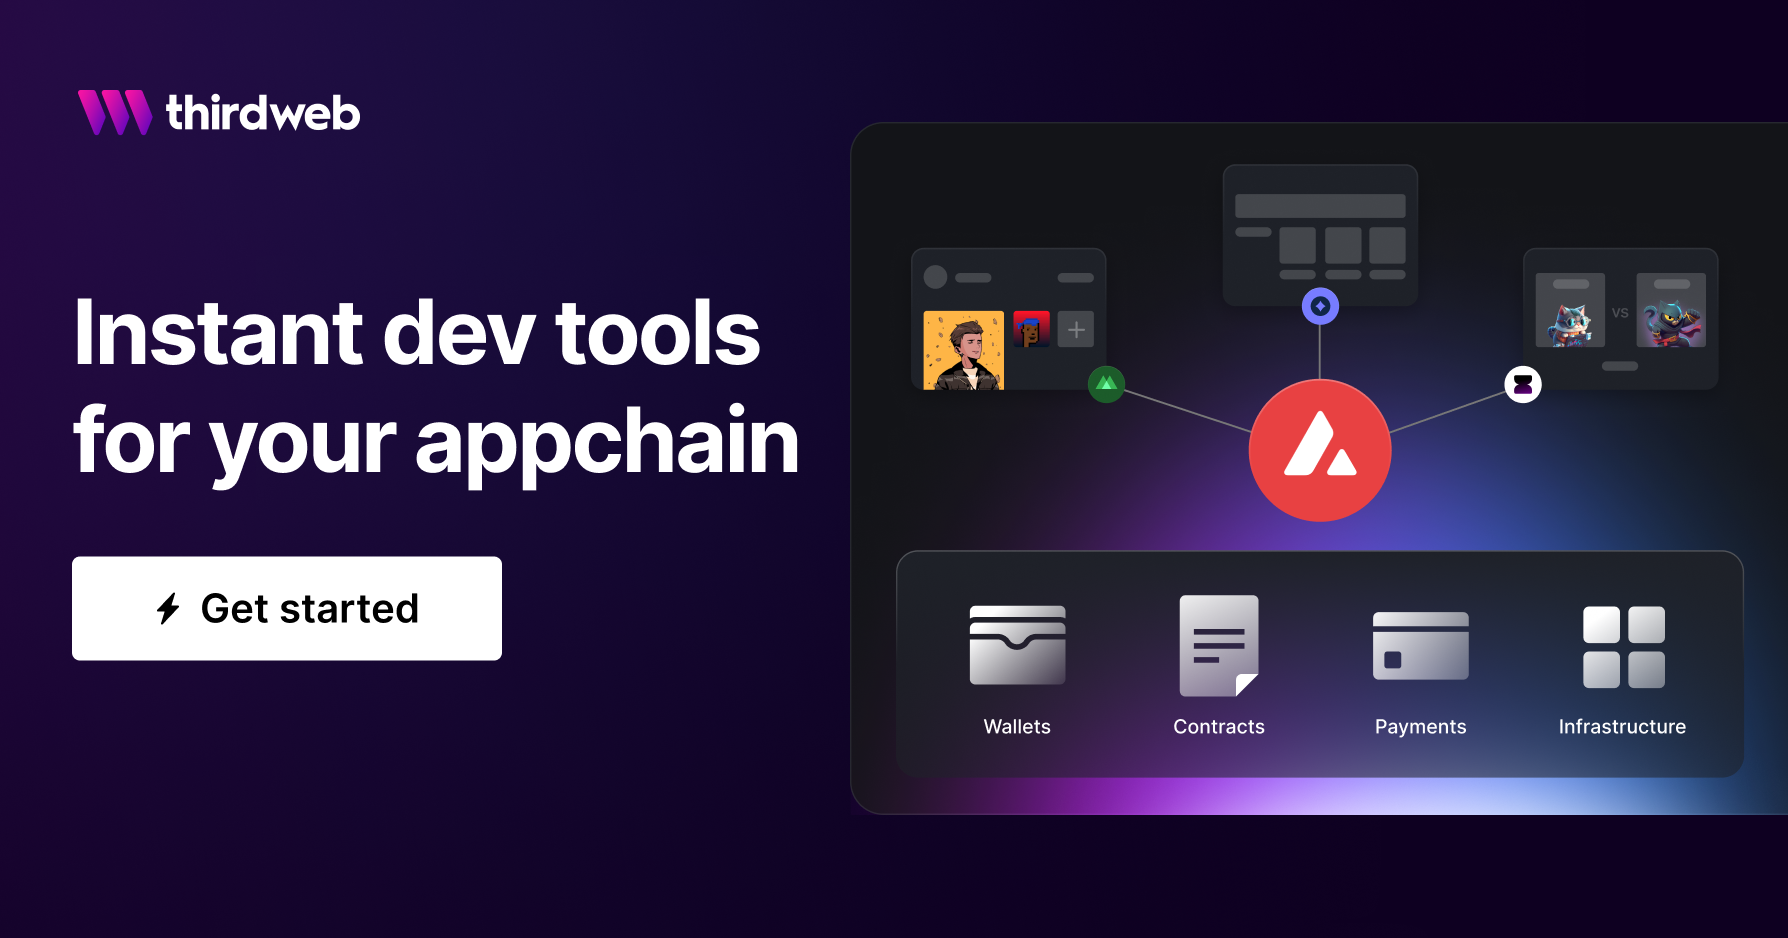 thirdweb
Instant dev tools
for your appchain
Get started
VS
Wallets
Contracts
Payments
Infrastructure